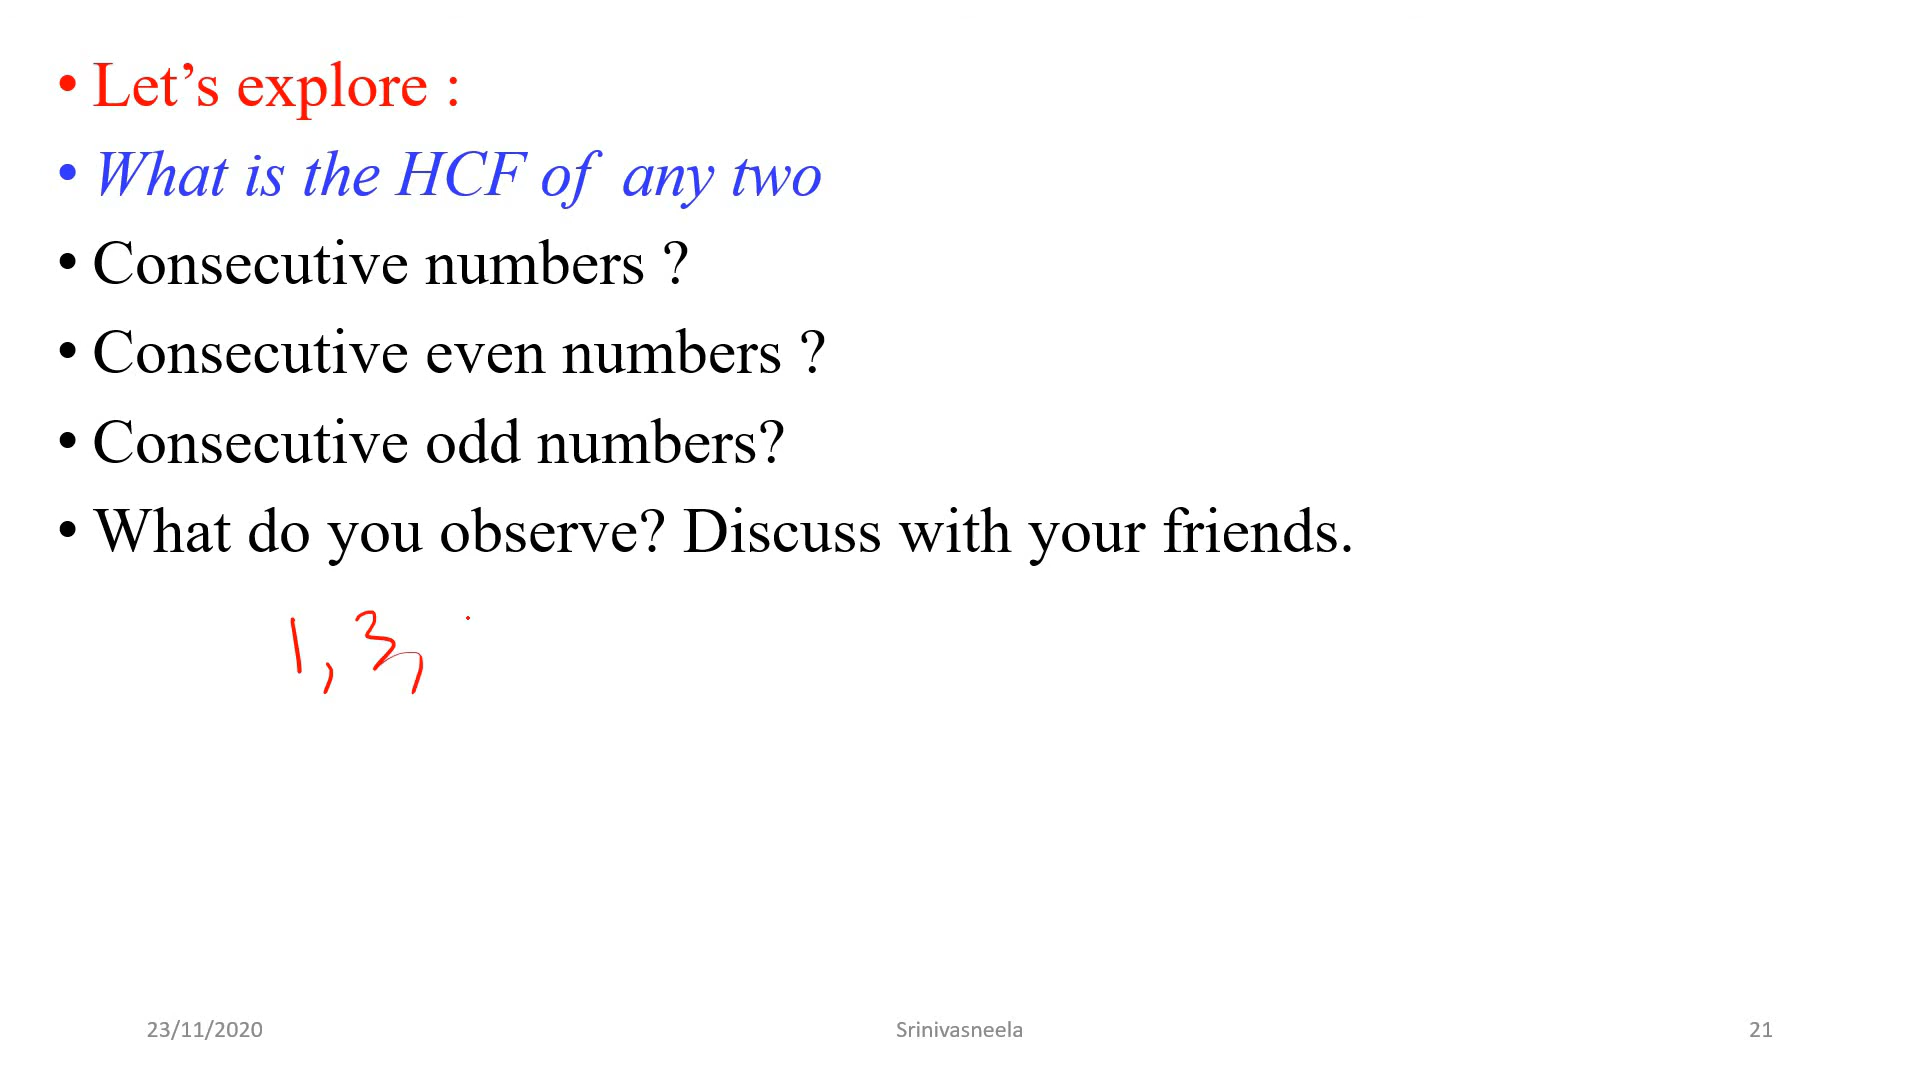 • Let’s explore :
• What is the HCF of any two
• Consecutive numbers ?
• Consecutive even numbers ?
• Consecutive odd numbers?
• What do you observe? Discuss with your friends.
1, 3,
23/11/2020 Srinivasneela 21